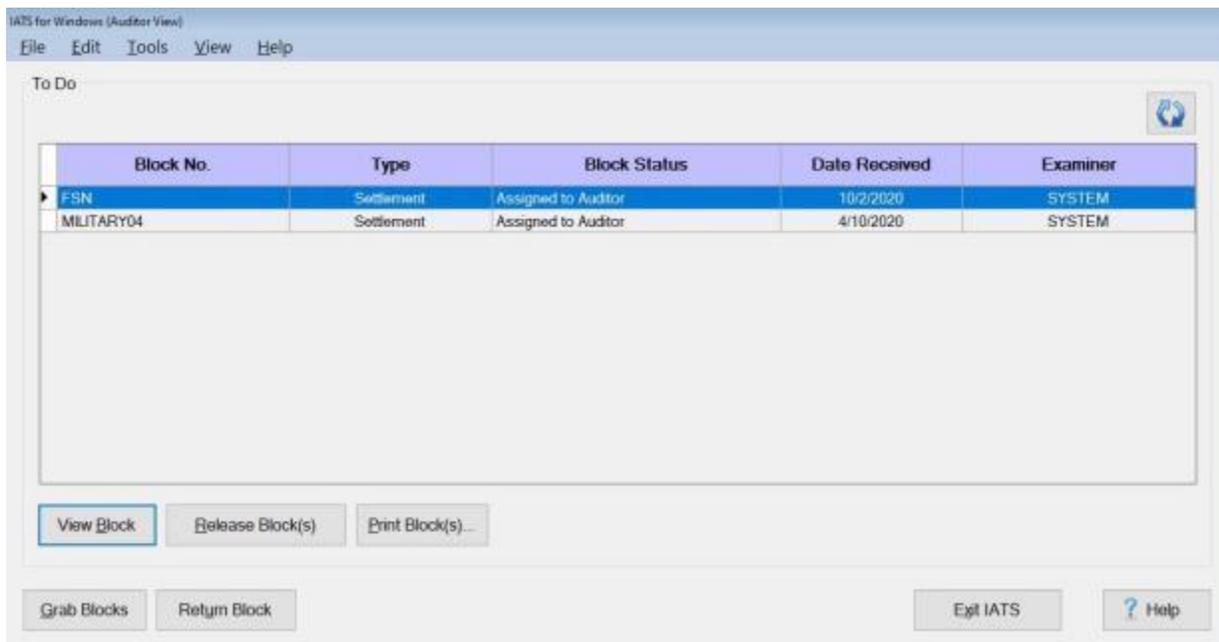 IATS for Windows (Auditor View)
File Edit Tools View Help
To Do
Block No. Type Block Status Date Received Examiner
FSN Settlement Assigned to Auditor 10/2/2020 SYSTEM
MILITARY04 Settlement Assigned to Auditor 4/10/2020 SYSTEM
View Block Release Block(s) Print Block(s)...
Grab Blocks Return Block Exit IATS ? Help